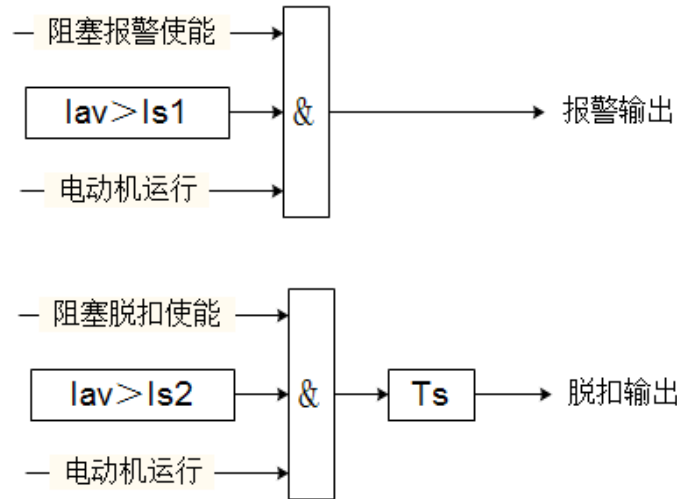 阻塞报警使能
Iav＞Is1
&
报警输出
电动机运行
阻塞脱扣使能
Iav＞Is2
&
Ts
脱扣输出
电动机运行